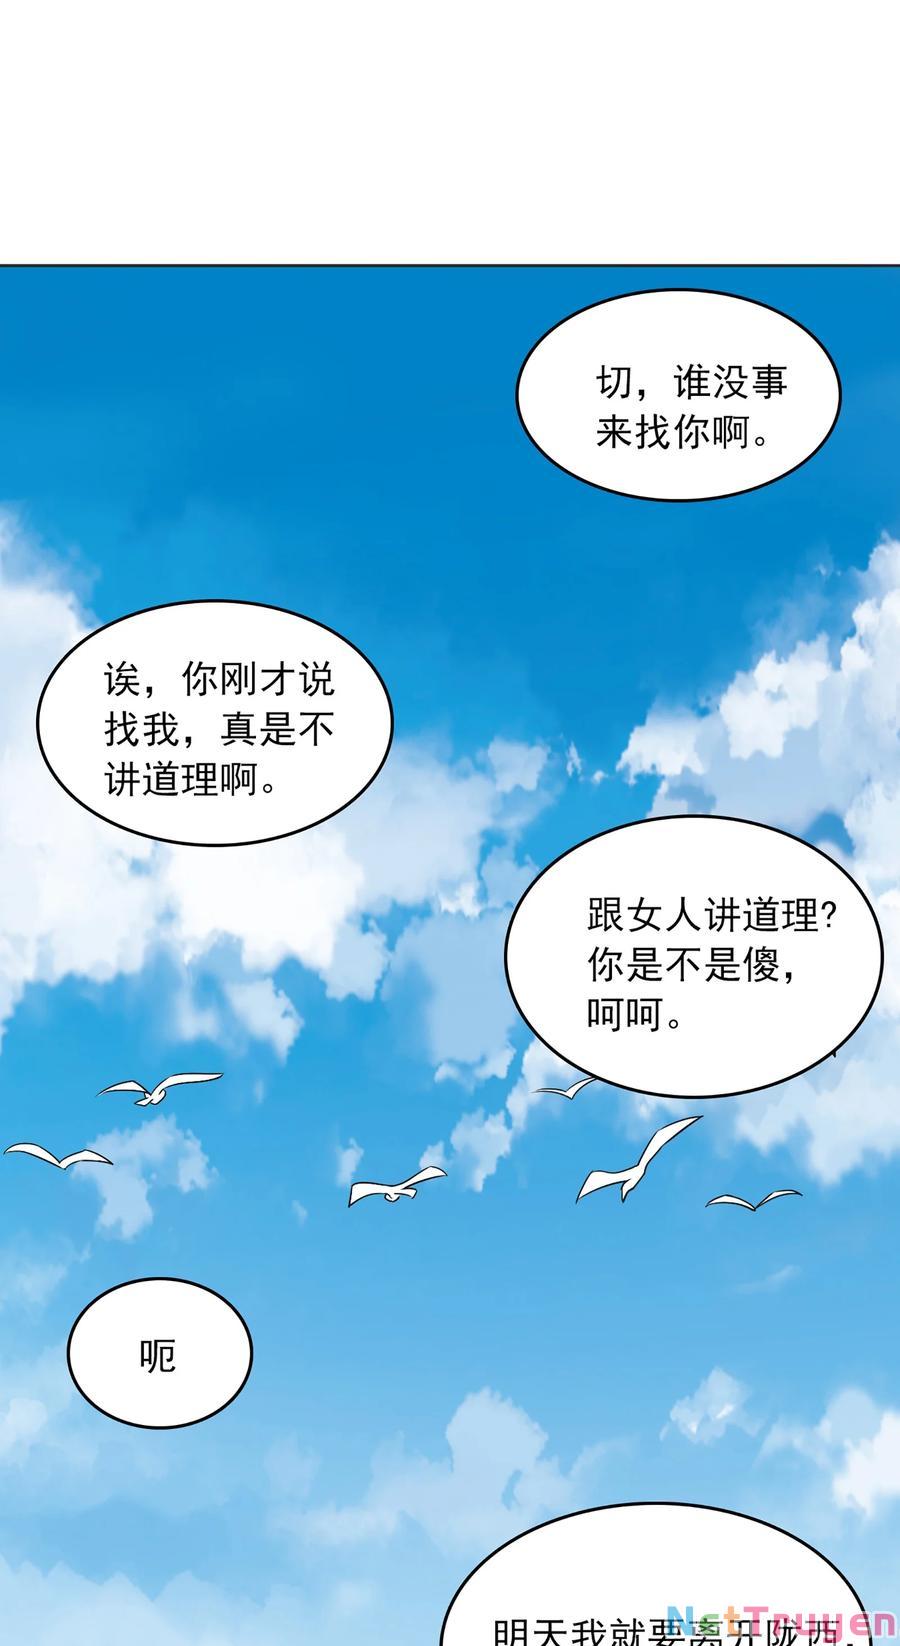 切，谁没事
来找你啊。
诶，你刚才说
找我，真是不
讲道理啊。
跟女人讲道理?
你是不是傻，
呵呵。
呃
明天我就要离开陇西
NetTruyen